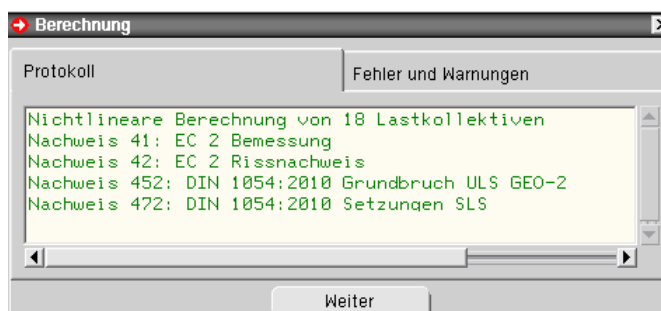 Berechnung
Protokoll
Fehler und Warnungen
Nichtlineare Berechnung von 18 Lastkollektiven
Nachweis 41: EC 2 Bemessung
Nachweis 42: EC 2 Rissnachweis
Nachweis 452: DIN 1054:2010 Grundbruch ULS GEO-2
Nachweis 472: DIN 1054:2010 Setzungen SLS
Weiter